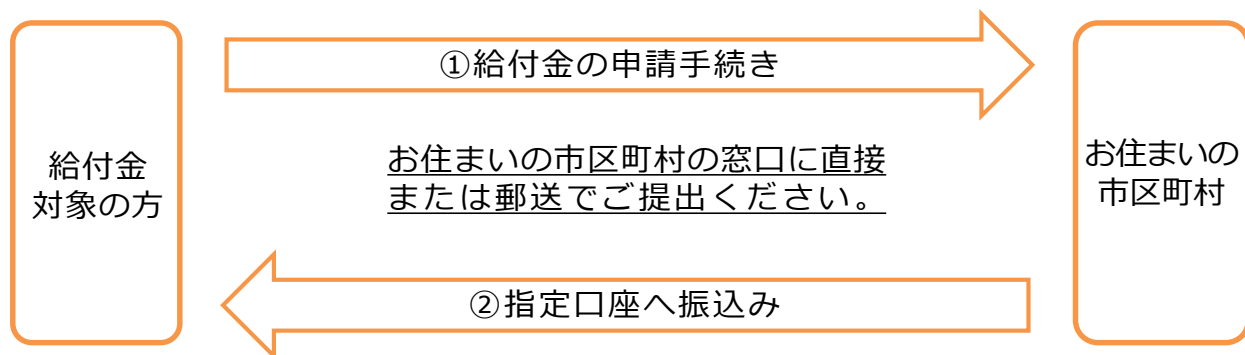 給付金
対象の方
①給付金の申請手続き
お住まいの市区町村の窓口に直接
または郵送でご提出ください。
②指定口座へ振込み
お住まいの
市区町村